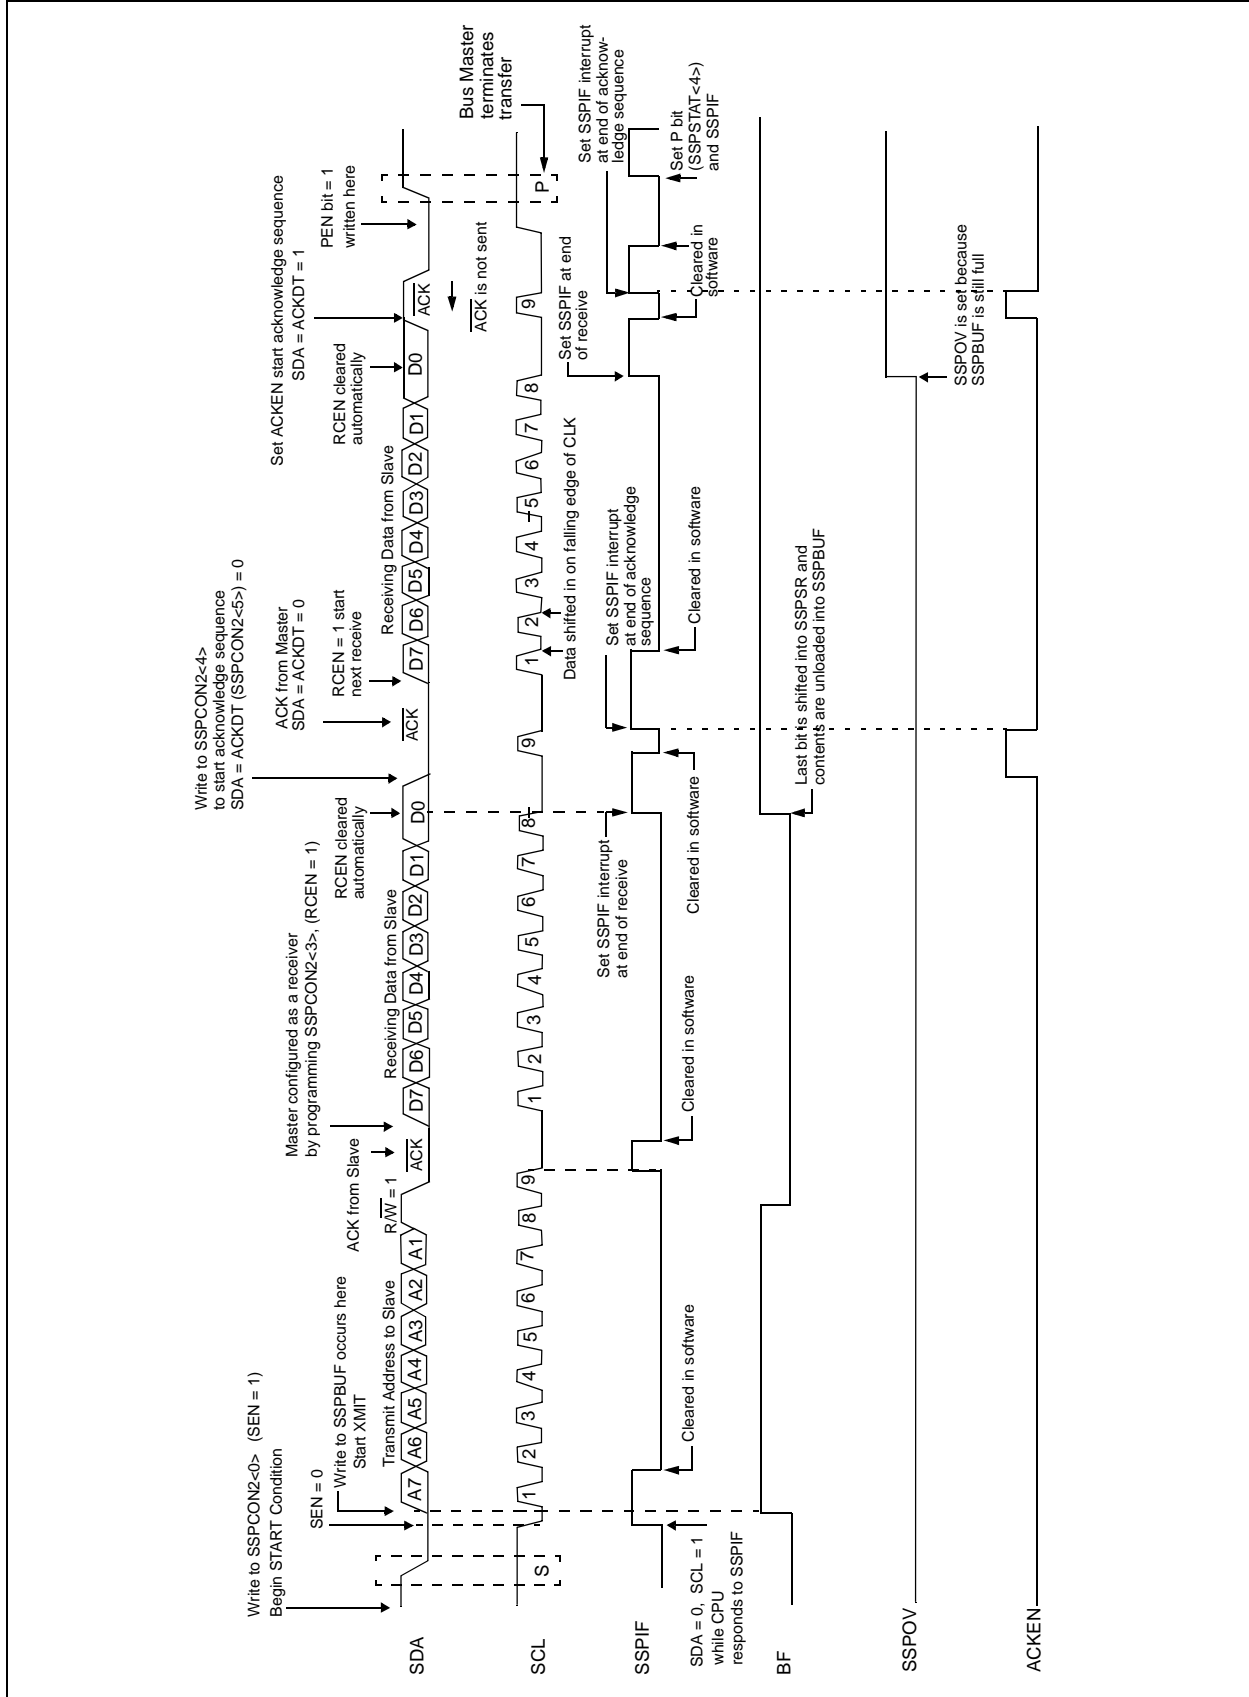 Write to SSPCON2<4>
to start acknowledge sequence
SDA = ACKDT (SSPCON2<5>) = 0
Write to SSPCON2<0> (SEN = 1)
Begin START Condition
Master configured as a receiver
by programming SSPCON2<3>, (RCEN = 1)
ACK from Master
SDA = ACKDT = 0
Set ACKEN start acknowledge sequence
SDA = ACKDT = 1
SEN = 0
Write to SSPBUF occurs here
Start XMIT
ACK from Slave
RCEN cleared
automatically
RCEN = 1 start
next receive
RCEN cleared
automatically
PEN bit = 1
written here
Transmit Address to Slave
R/W = 1
Receiving Data from Slave
Receiving Data from Slave
SDA
A7 A6 A5 A4 A3 A2 A1
ACK
D7 D6 D5 D4 D3 D2 D1 D0
ACK
D7 D6 D5 D4 D3 D2 D1 D0
ACK
ACK is not sent
Bus Master
terminates
transfer
SCL
S
1 2 3 4 5 6 7 8 9
1 2 3 4 5 6 7 8 9
1 2 3 4 5 6 7 8 9
P
Data shifted in on falling edge of CLK
Set SSPIF interrupt
at end of receive
Set SSPIF interrupt
at end of acknowledge
sequence
Set SSPIF at end
of receive
Set SSPIF interrupt
at end of acknow-
ledge sequence
SSPIF
SDA = 0, SCL = 1
while CPU
responds to SSPIF
Cleared in software
Cleared in software
Cleared in software
Cleared in software
Cleared in
software
Set P bit
(SSPSTAT<4>)
and SSPIF
BF
Last bit is shifted into SSPSR and
contents are unloaded into SSPBUF
SSPOV
SSPOV is set because
SSPBUF is still full
ACKEN